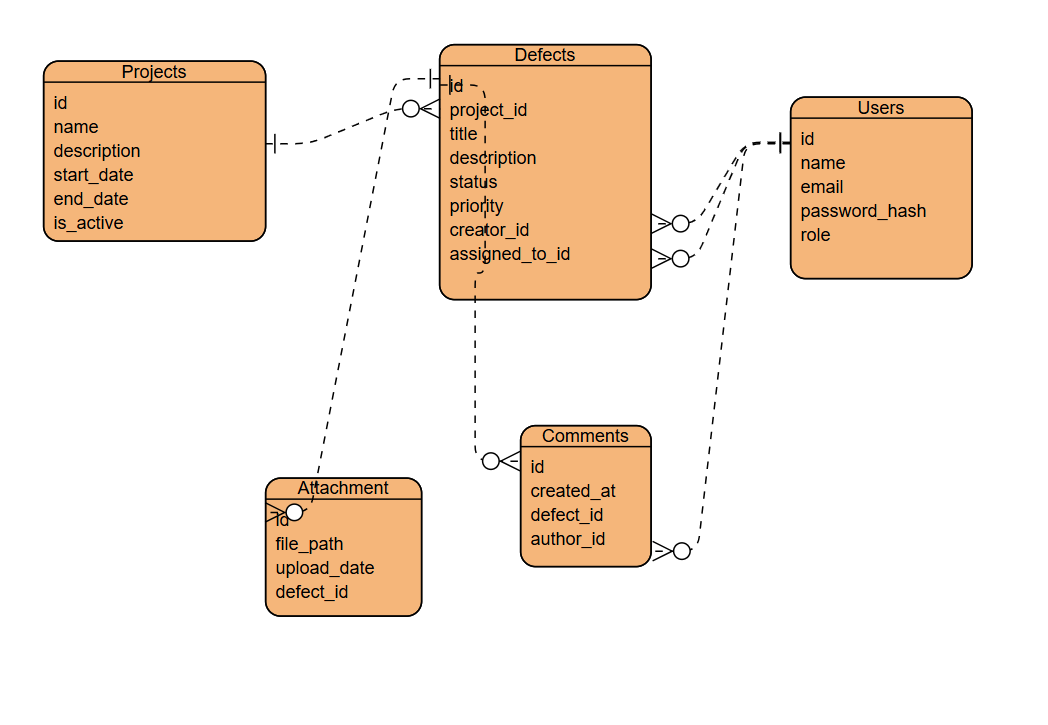 Projects
id
name
description
start_date
end_date
is_active
Defects
id
project_id
title
description
status
priority
creator_id
assigned_to_id
Users
id
name
email
password_hash
role
Comments
id
created_at
defect_id
author_id
Attachment
id
file_path
upload_date
defect_id